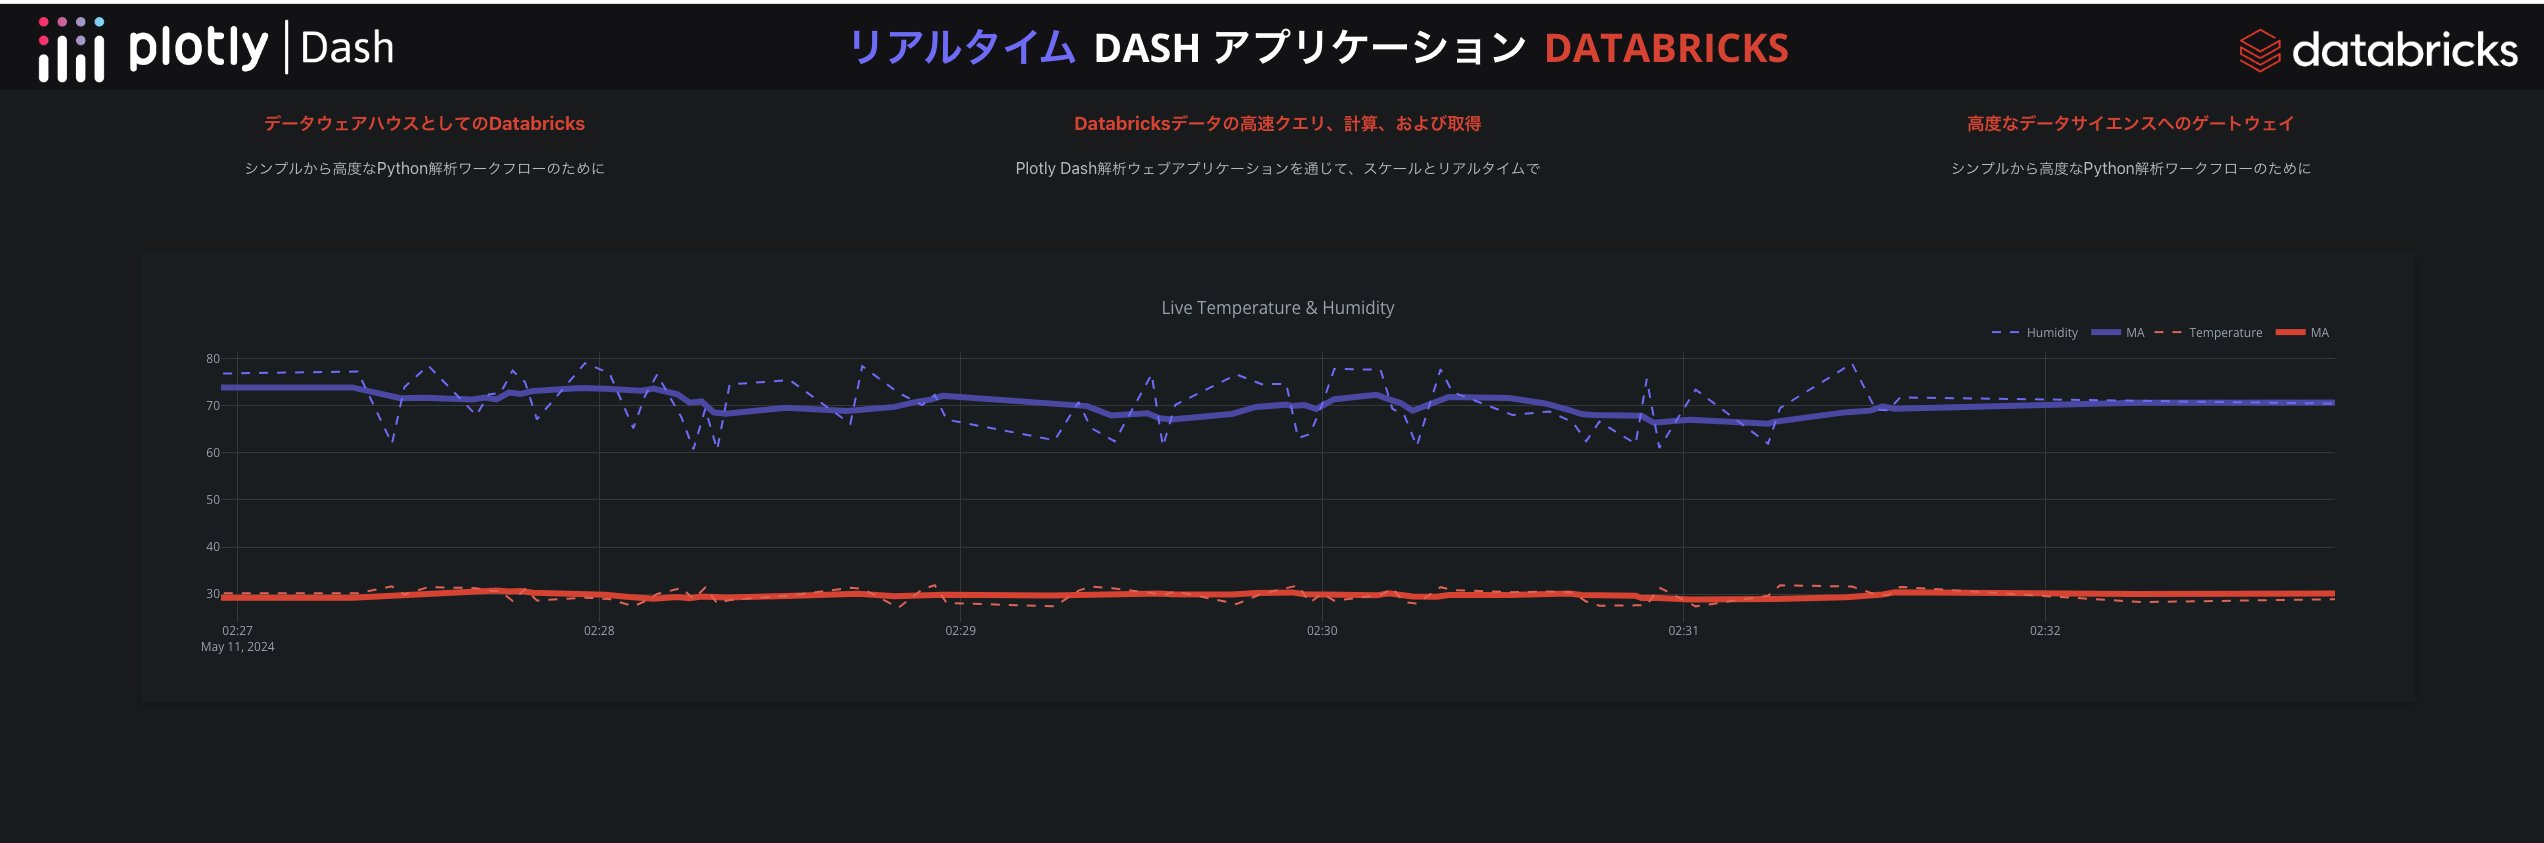 plotly | Dash
リアルタイム DASH アプリケーション DATABRICKS
databricks
データウェアハウスとしてのDatabricks
シンプルから高度なPython解析ワークフローのために
Databricksデータの高速クエリ、計算、および取得
Plotly Dash解析ウェブアプリケーションを通じて、スケールとリアルタイムで
高度なデータサイエンスへのゲートウェイ
シンプルから高度なPython解析ワークフローのために
Live Temperature & Humidity
Humidity MA Temperature MA
80
70
60
50
40
30
02:27 02:28 02:29 02:30 02:31 02:32
May 11, 2024